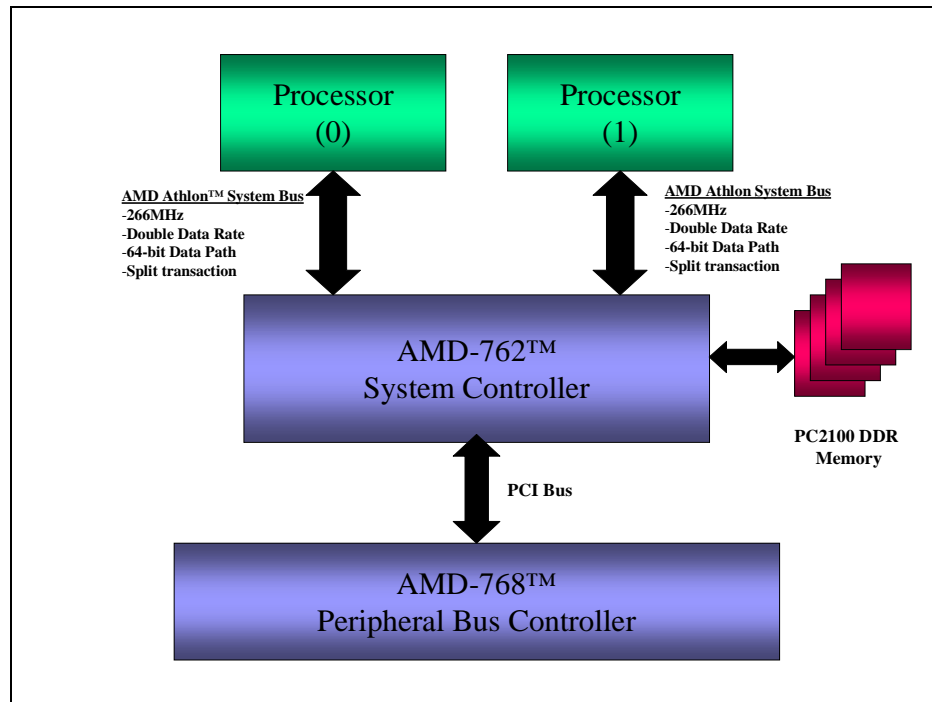 Processor
(0)
Processor
(1)
AMD Athlon™ System Bus
-266MHz
-Double Data Rate
-64-bit Data Path
-Split transaction
AMD Athlon System Bus
-266MHz
-Double Data Rate
-64-bit Data Path
-Split transaction
AMD-762™
System Controller
PC2100 DDR
Memory
PCI Bus
AMD-768™
Peripheral Bus Controller